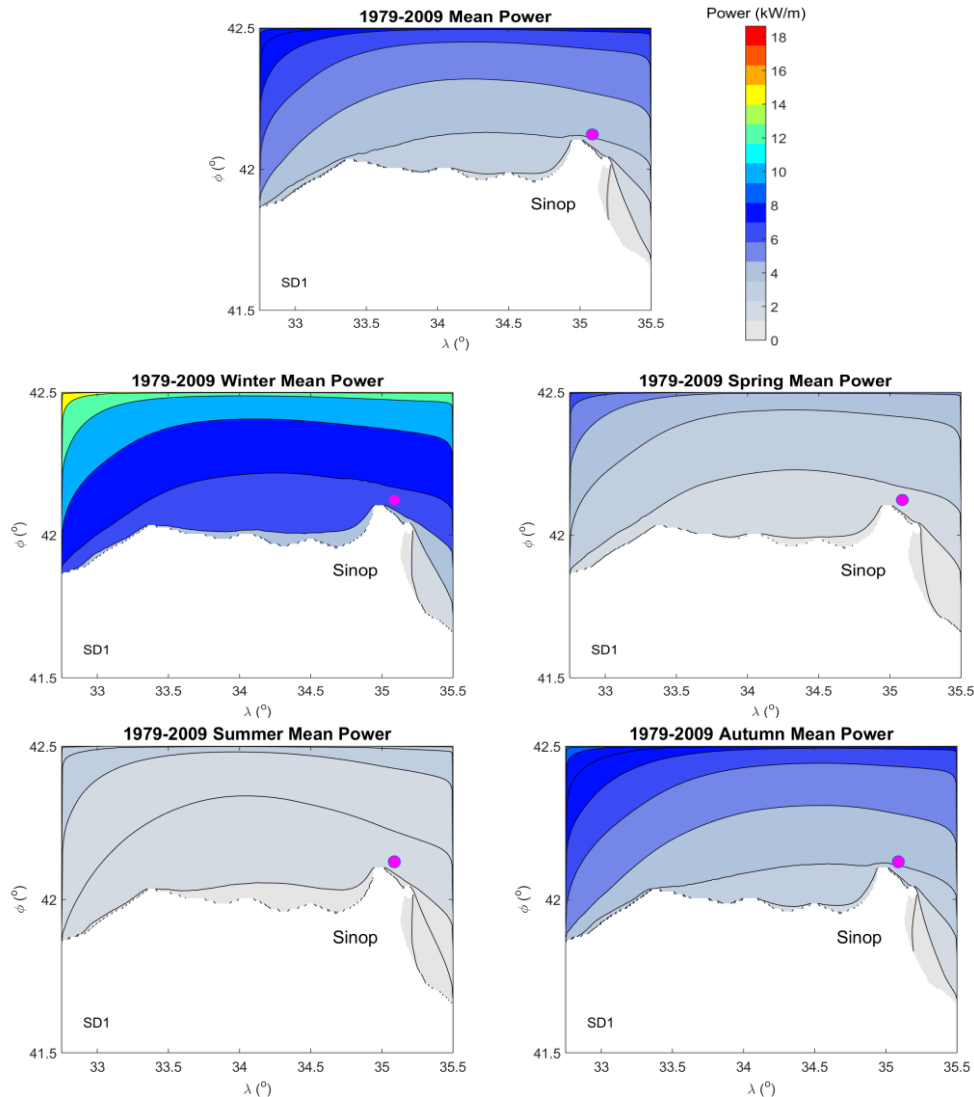 1979-2009 Mean Power
Power (kW/m)
42.5
42
41.5
φ (°)
Sinop
SD1
33
33.5
34
34.5
35
35.5
λ (°)
18
16
14
12
10
8
6
4
2
0
1979-2009 Winter Mean Power
42.5
42
41.5
φ (°)
Sinop
SD1
33
33.5
34
34.5
35
35.5
λ (°)
1979-2009 Spring Mean Power
42.5
42
41.5
φ (°)
Sinop
SD1
33
33.5
34
34.5
35
35.5
λ (°)
1979-2009 Summer Mean Power
42.5
42
41.5
φ (°)
Sinop
SD1
33
33.5
34
34.5
35
35.5
λ (°)
1979-2009 Autumn Mean Power
42.5
42
41.5
φ (°)
Sinop
SD1
33
33.5
34
34.5
35
35.5
λ (°)